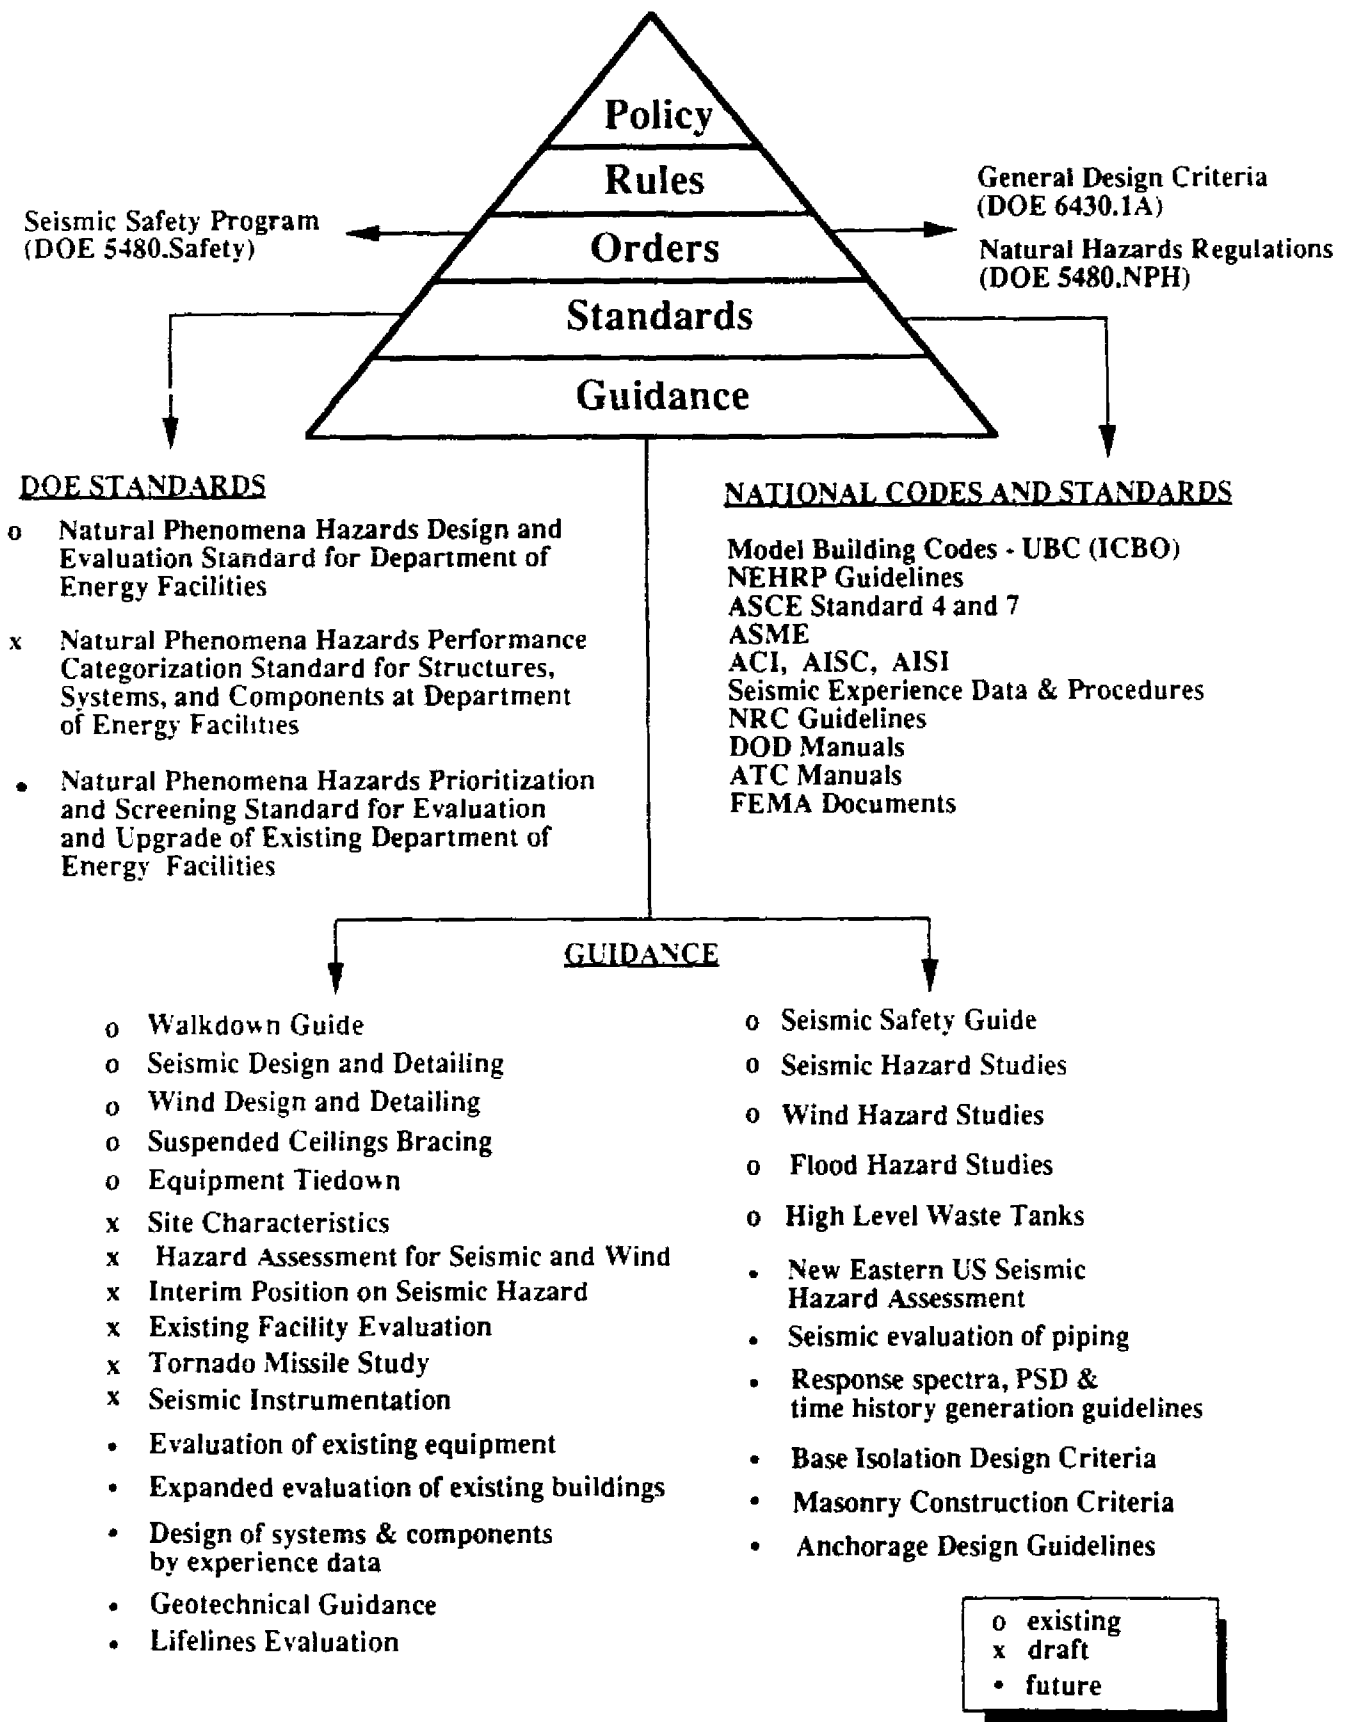 Policy
Rules
Orders
Standards
Guidance
Seismic Safety Program
(DOE 5480.Safety)
General Design Criteria
(DOE 6430.1A)
Natural Hazards Regulations
(DOE 5480.NPH)
DOE STANDARDS
o Natural Phenomena Hazards Design and
Evaluation Standard for Department of
Energy Facilities
x Natural Phenomena Hazards Performance
Categorization Standard for Structures,
Systems, and Components at Department
of Energy Facilities
• Natural Phenomena Hazards Prioritization
and Screening Standard for Evaluation
and Upgrade of Existing Department of
Energy Facilities
NATIONAL CODES AND STANDARDS
Model Building Codes - UBC (ICBO)
NEHRP Guidelines
ASCE Standard 4 and 7
ASME
ACI, AISC, AISI
Seismic Experience Data & Procedures
NRC Guidelines
DOD Manuals
ATC Manuals
FEMA Documents
GUIDANCE
o Walkdown Guide
o Seismic Design and Detailing
o Wind Design and Detailing
o Suspended Ceilings Bracing
o Equipment Tiedown
x Site Characteristics
x Hazard Assessment for Seismic and Wind
x Interim Position on Seismic Hazard
x Existing Facility Evaluation
x Tornado Missile Study
x Seismic Instrumentation
• Evaluation of existing equipment
• Expanded evaluation of existing buildings
• Design of systems & components
by experience data
• Geotechnical Guidance
• Lifelines Evaluation
o Seismic Safety Guide
o Seismic Hazard Studies
o Wind Hazard Studies
o Flood Hazard Studies
o High Level Waste Tanks
• New Eastern US Seismic
Hazard Assessment
• Seismic evaluation of piping
• Response spectra, PSD &
time history generation guidelines
• Base Isolation Design Criteria
• Masonry Construction Criteria
• Anchorage Design Guidelines
o existing
x draft
• future